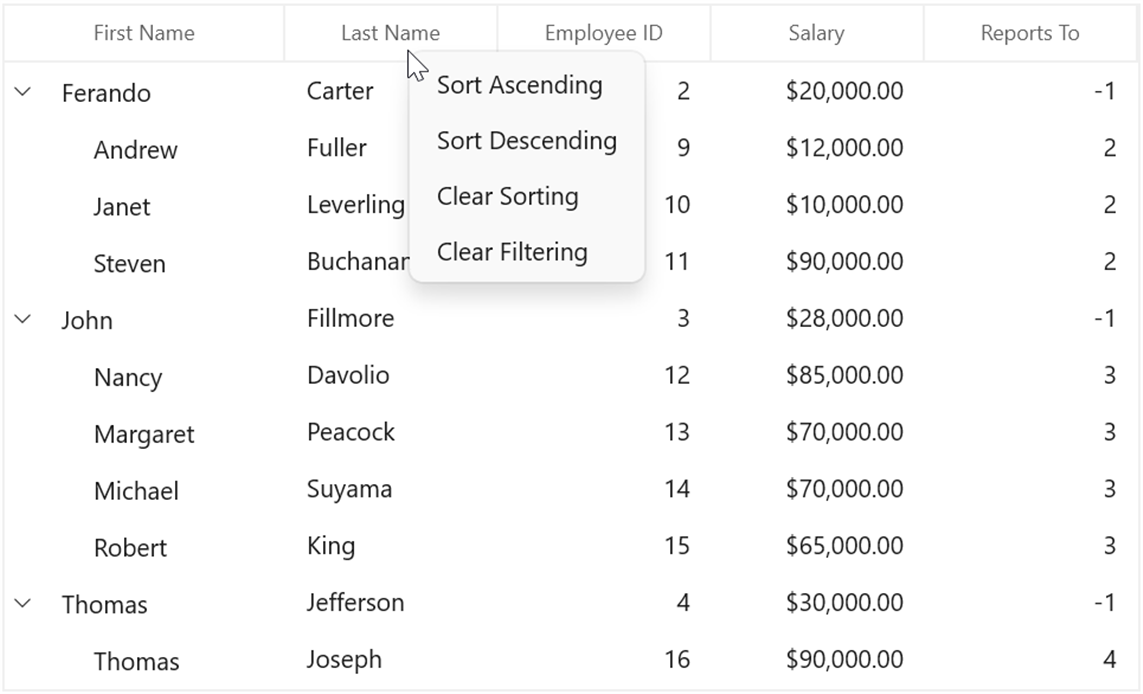 First Name Last Name Employee ID Salary Reports To
Ferando Carter 2 $20,000.00 -1
Sort Ascending
Andrew Fuller 9 $12,000.00 2
Sort Descending
Janet Leverling 10 $10,000.00 2
Clear Sorting
Steven Buchanan 11 $90,000.00 2
Clear Filtering
John Fillmore 3 $28,000.00 -1
Nancy Davolio 12 $85,000.00 3
Margaret Peacock 13 $70,000.00 3
Michael Suyama 14 $70,000.00 3
Robert King 15 $65,000.00 3
Thomas Jefferson 4 $30,000.00 -1
Thomas Joseph 16 $90,000.00 4